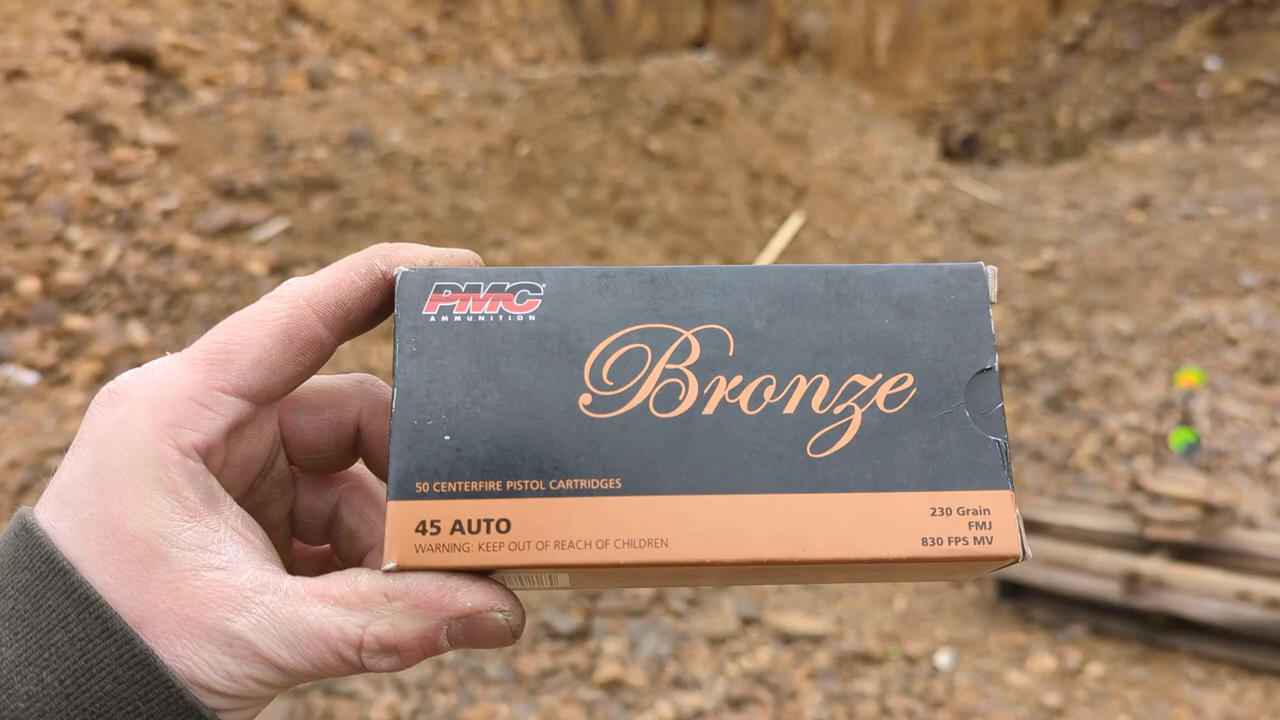 PMC
AMMUNITION
Bronze
50 CENTERFIRE PISTOL CARTRIDGES
45 AUTO
WARNING: KEEP OUT OF REACH OF CHILDREN
230 Grain
FMJ
830 FPS MV